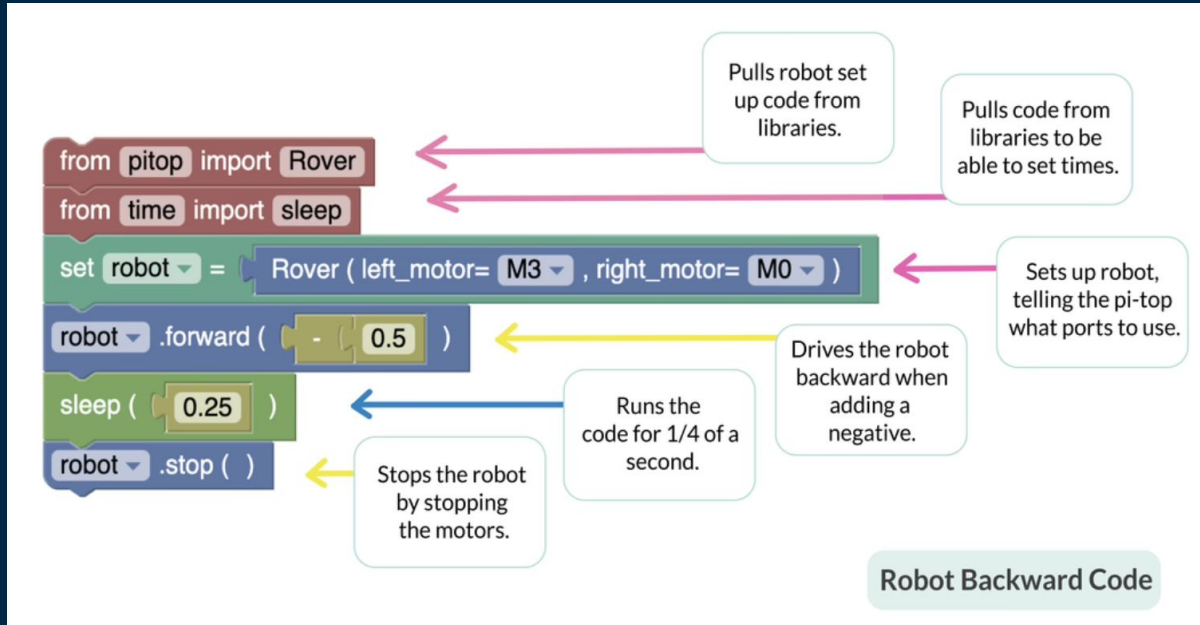 Pulls robot set
up code from
libraries.
Pulls code from
libraries to be
able to set times.
from pitop import Rover
from time import sleep
set robot = Rover ( left_motor= M3 , right_motor= M0 )
Sets up robot,
telling the pi-top
what ports to use.
robot .forward ( - 0.5 )
Drives the robot
backward when
adding a
negative.
sleep ( 0.25 )
Runs the
code for 1/4 of a
second.
robot .stop ( )
Stops the robot
by stopping
the motors.
Robot Backward Code